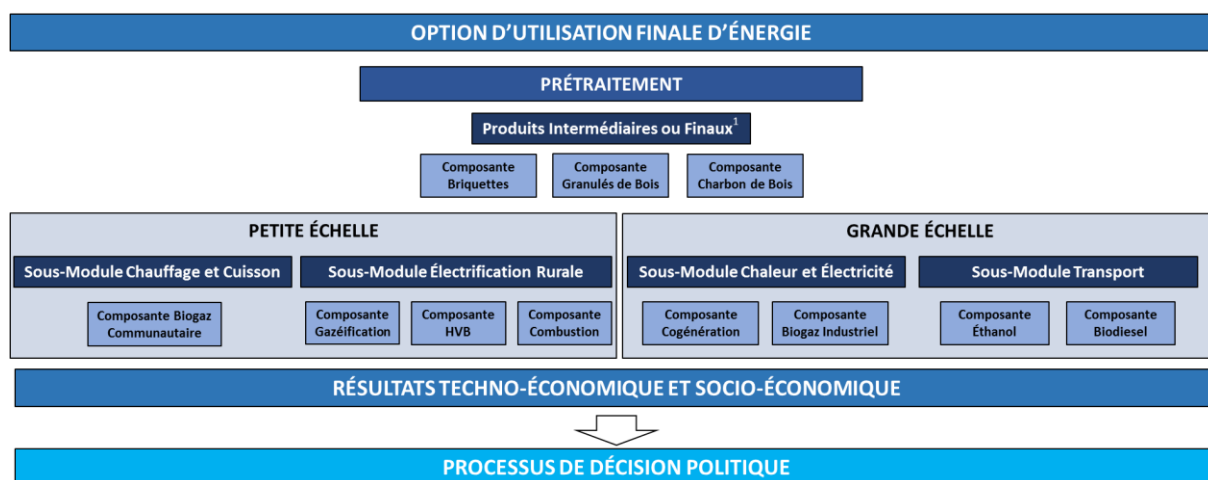 OPTION D'UTILISATION FINALE D'ÉNERGIE
PRÉTRAITEMENT
Produits Intermédiaires ou Finaux¹
Composante
Briquettes
Composante
Granulés de Bois
Composante
Charbon de Bois
PETITE ÉCHELLE
Sous-Module Chauffage et Cuisson
Composante Biogaz
Communautaire
Sous-Module Électrification Rurale
Composante
Gazéification
Composante
HVB
Composante
Combustion
GRANDE ÉCHELLE
Sous-Module Chaleur et Électricité
Composante
Cogénération
Composante
Biogaz Industriel
Sous-Module Transport
Composante
Éthanol
Composante
Biodiesel
RÉSULTATS TECHNO-ÉCONOMIQUE ET SOCIO-ÉCONOMIQUE
PROCESSUS DE DÉCISION POLITIQUE